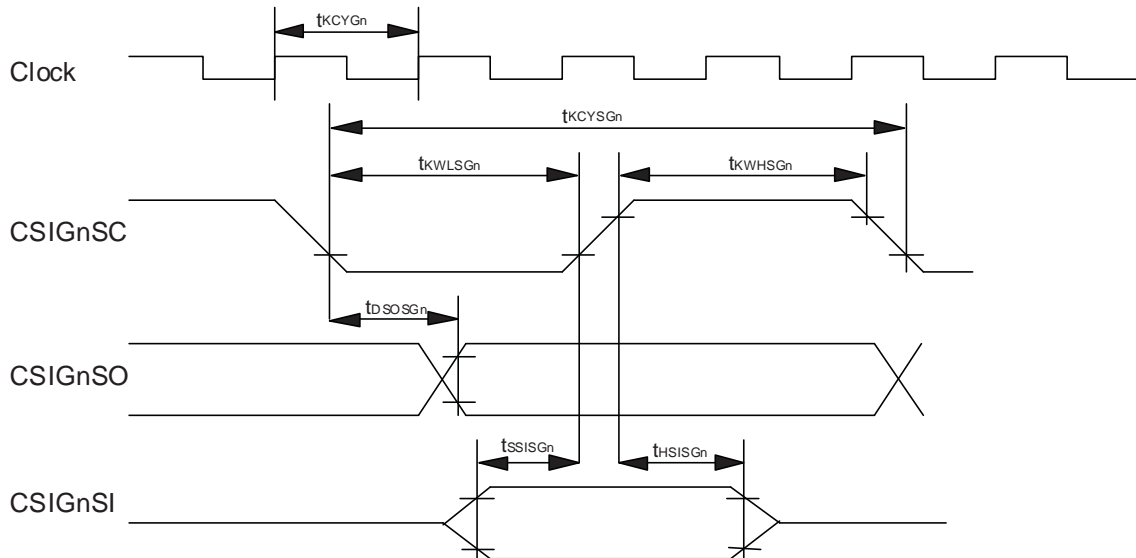 tKCYGn
Clock
tKCYSGn
tKWLSGn
tKWHSGn
CSIGnSC
tDSOSGn
CSIGnSO
tSSISGn
tHSISGn
CSIGnSI